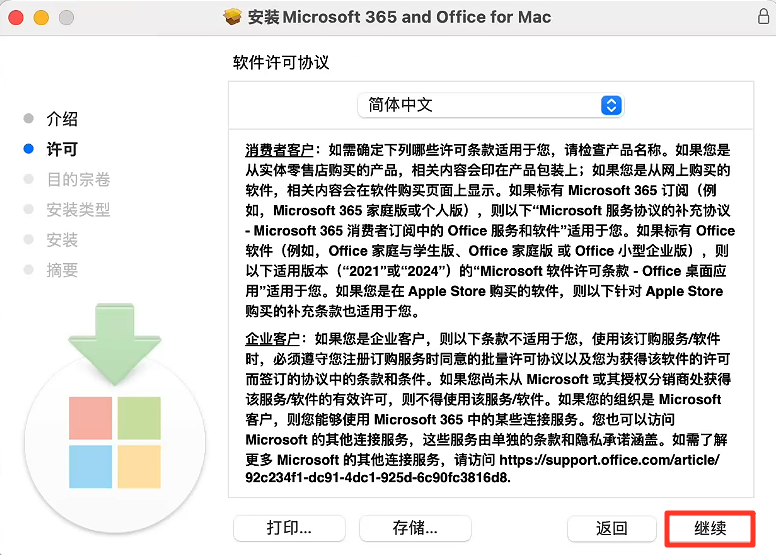 安装Microsoft 365 and Office for Mac
软件许可协议
简体中文
介绍
许可
目的宗卷
安装类型
安装
摘要
消费者客户：如需确定下列哪些许可条款适用于您，请检查产品名称。如果您是
从实体零售店购买的产品，相关内容会印在产品包装上；如果您是从网上购买的
软件，相关内容会在软件购买页面上显示。如果标有 Microsoft 365 订阅（例
如，Microsoft 365 家庭版或个人版），则以下“Microsoft 服务协议的补充协议
- Microsoft 365 消费者订阅中的 Office 服务和软件”适用于您。如果标有 Office
软件（例如，Office 家庭与学生版、Office 家庭版 或 Office 小型企业版），则
以下适用版本（“2021”或“2024”）的“Microsoft 软件许可条款 - Office 桌面应
用”适用于您。如果您是在 Apple Store 购买的软件，则以下针对 Apple Store
购买的补充条款也适用于您。
企业客户：如果您是企业客户，则以下条款不适用于您，使用该订购服务/软件
时，必须遵守您注册订购服务时同意的批量许可协议以及您为获得该软件的许可
而签订的协议中的条款和条件。如果您尚未从 Microsoft 或其授权分销商处获得
该服务/软件的有效许可，则不得使用该服务/软件。如果您的组织是 Microsoft
客户，则您能够使用 Microsoft 365 中的某些连接服务。您也可以访问
Microsoft 的其他连接服务，这些服务由单独的条款和隐私承诺涵盖。如需了解
更多 Microsoft 的其他连接服务，请访问 https://support.office.com/article/
92c234f1-dc91-4dc1-925d-6c90fc3816d8.
打印...
存储...
返回
继续